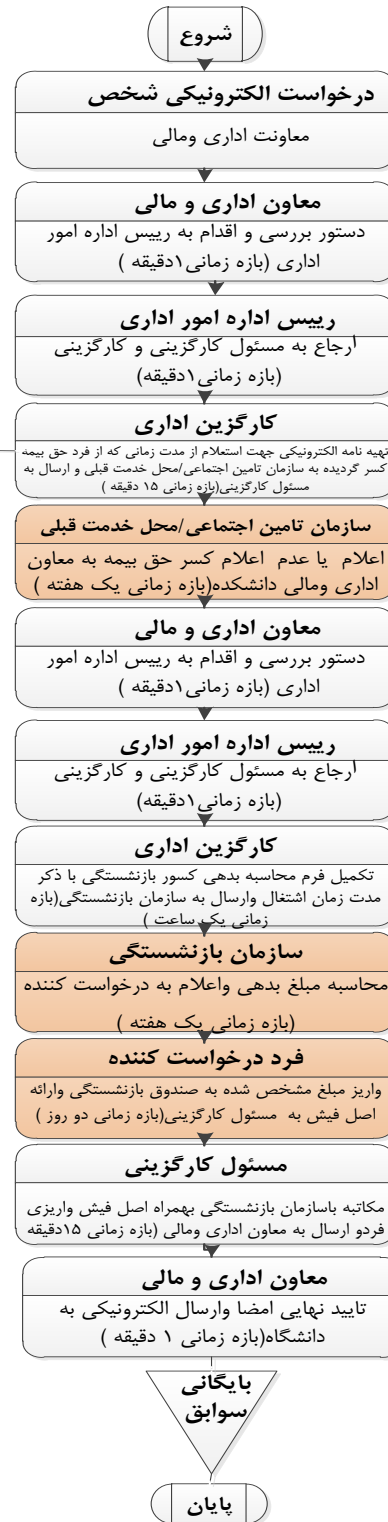 شروع
درخواست الکترونیکی شخص
معاونت اداری ومالی
معاون اداری و مالی
دستور بررسی و اقدام به رییس اداره امور
اداری (بازه زمانی۱دقیقه )
رییس اداره امور اداری
ارجاع به مسئول کارگزینی و کارگزینی
(بازه زمانی۱دقیقه)
کارگزین اداری
تهیه نامه الکترونیکی جهت استعلام از مدت زمانی که از فرد حق بیمه
کسر گردیده به سازمان تامین اجتماعی/محل خدمت قبلی و ارسال به
مسئول کارگزینی(بازه زمانی ۱۵ دقیقه )
سازمان تامین اجتماعی/محل خدمت قبلی
اعلام یا عدم اعلام کسر حق بیمه به معاون
اداری ومالی دانشکده(بازه زمانی یک هفته )
معاون اداری و مالی
دستور بررسی و اقدام به رییس اداره امور
اداری (بازه زمانی۱دقیقه )
رییس اداره امور اداری
ارجاع به مسئول کارگزینی و کارگزینی
(بازه زمانی۱دقیقه)
کارگزین اداری
تکمیل فرم محاسبه بدهی کسور بازنشستگی با ذکر
مدت زمان اشتغال وارسال به سازمان بازنشستگی(بازه
زمانی یک ساعت )
سازمان بازنشستگی
محاسبه مبلغ بدهی واعلام به درخواست کننده
(بازه زمانی یک هفته )
فرد درخواست کننده
واریز مبلغ مشخص شده به صندوق بازنشستگی وارائه
اصل فیش به مسئول کارگزینی(بازه زمانی دو روز )
مسئول کارگزینی
مکاتبه باسازمان بازنشستگی بهمراه اصل فیش واریزی
فردو ارسال به معاون اداری ومالی (بازه زمانی ۱۵دقیقه
معاون اداری و مالی
تایید نهایی امضا وارسال الکترونیکی به
دانشگاه(بازه زمانی ۱ دقیقه )
بایگانی
سوابق
پایان